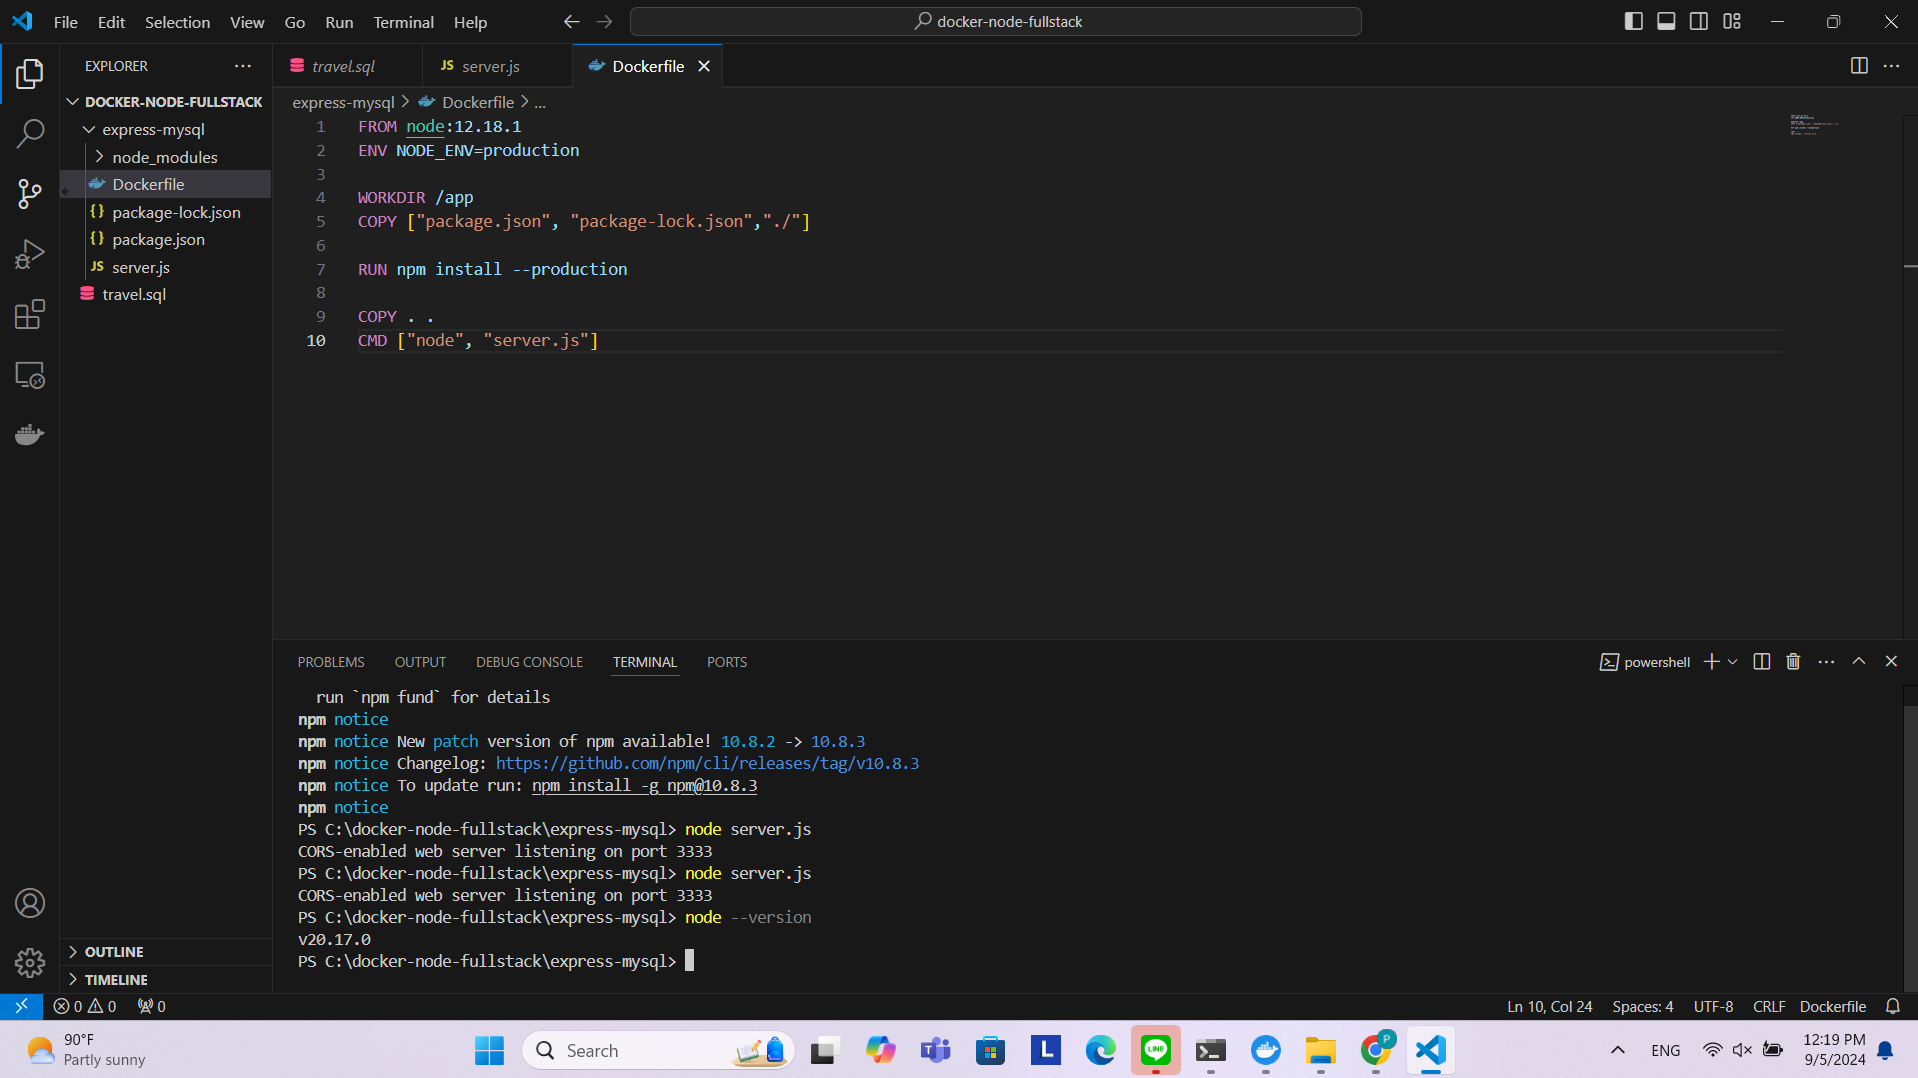 File Edit Selection View Go Run Terminal Help
docker-node-fullstack
EXPLORER
DOCKER-NODE-FULLSTACK
express-mysql
node_modules
Dockerfile
package-lock.json
package.json
JS server.js
travel.sql
OUTLINE
TIMELINE
travel.sql
JS server.js
Dockerfile
express-mysql > Dockerfile > ...
1 FROM node:12.18.1
2 ENV NODE_ENV=production
3
4 WORKDIR /app
5 COPY ["package.json", "package-lock.json","./"]
6
7 RUN npm install --production
8
9 COPY . .
10 CMD ["node", "server.js"]
PROBLEMS OUTPUT DEBUG CONSOLE TERMINAL PORTS
powershell
run `npm fund` for details
npm notice
npm notice New patch version of npm available! 10.8.2 -> 10.8.3
npm notice Changelog: https://github.com/npm/cli/releases/tag/v10.8.3
npm notice To update run: npm install -g npm@10.8.3
npm notice
PS C:\docker-node-fullstack\express-mysql> node server.js
CORS-enabled web server listening on port 3333
PS C:\docker-node-fullstack\express-mysql> node server.js
CORS-enabled web server listening on port 3333
PS C:\docker-node-fullstack\express-mysql> node --version
v20.17.0
PS C:\docker-node-fullstack\express-mysql>
0 0 0
Ln 10, Col 24 Spaces: 4 UTF-8 CRLF Dockerfile
90°F
Partly sunny
Search
L
LINE
P
ENG
12:19 PM
9/5/2024